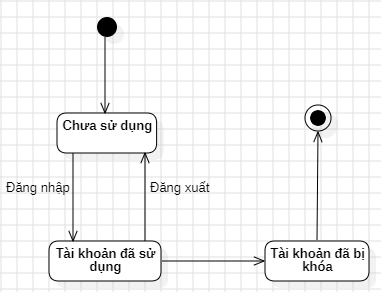 Chưa sử dụng
Đăng nhập
Đăng xuất
Tài khoản đã sử
dụng
Tài khoản đã bị
khóa